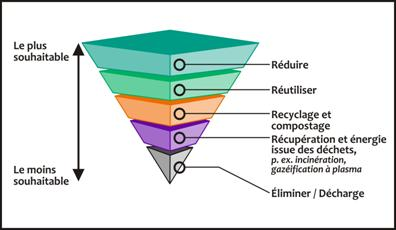 Le plus
souhaitable
Réduire
Réutiliser
Recyclage et
compostage
Récupération et énergie
issue des déchets,
p. ex. incinération,
gazéification à plasma
Le moins
souhaitable
Éliminer / Décharge